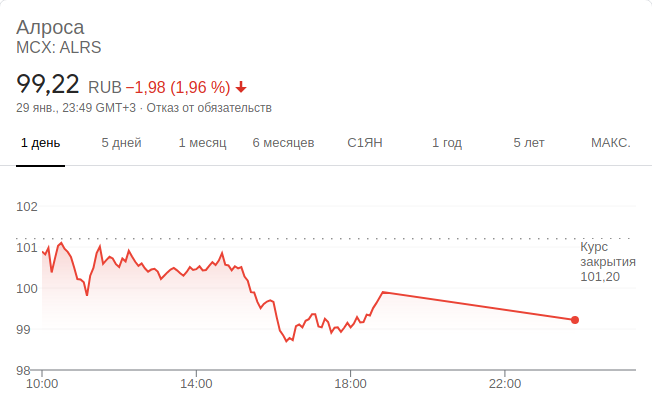 Алроса
MCX: ALRS
99,22 RUB −1,98 (1,96 %)
29 янв., 23:49 GMT+3 · Отказ от обязательств
1 день 5 дней 1 месяц 6 месяцев С1ЯН 1 год 5 лет МАКС.
102
101
100
99
98
Курс
закрытия
101,20
10:00 14:00 18:00 22:00